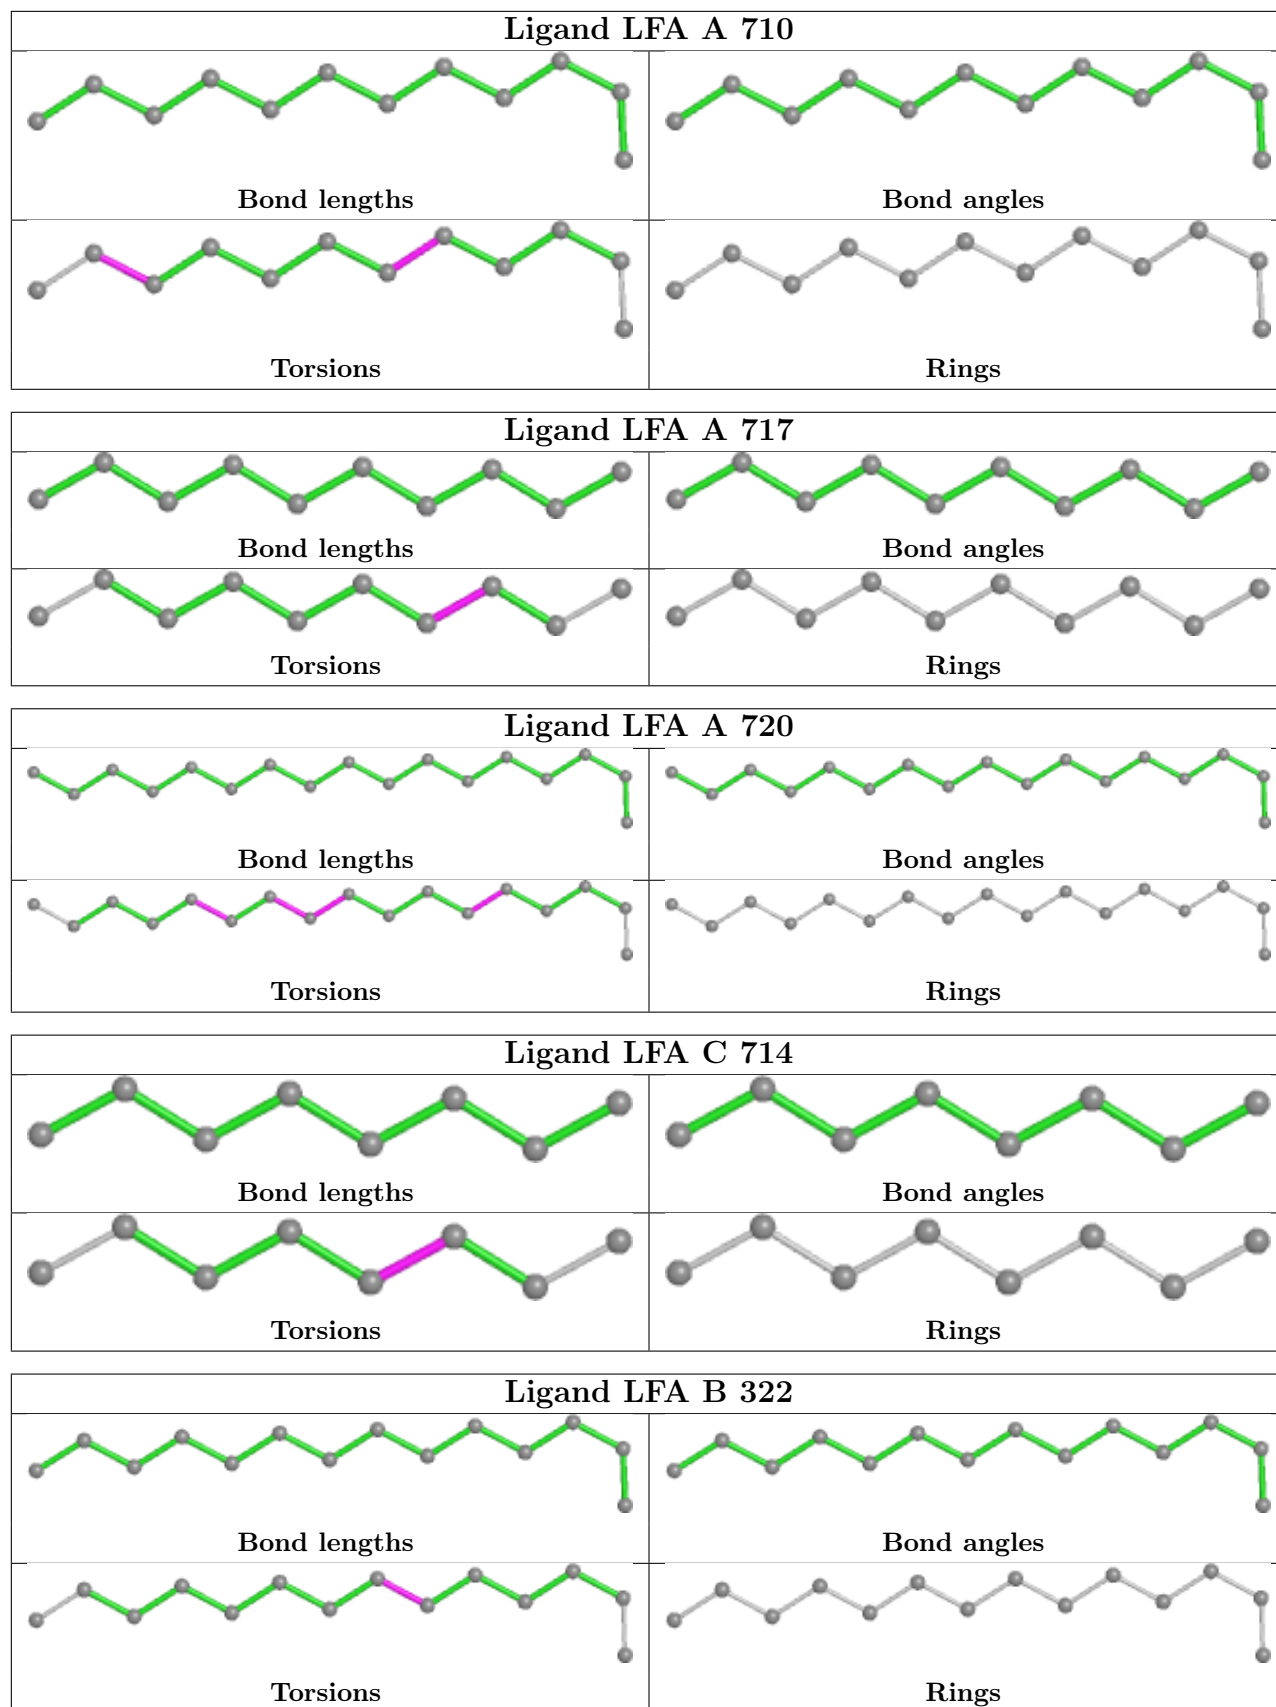 Ligand LFA A 710
Bond lengths
Bond angles
Torsions
Rings
Ligand LFA A 717
Bond lengths
Bond angles
Torsions
Rings
Ligand LFA A 720
Bond lengths
Bond angles
Torsions
Rings
Ligand LFA C 714
Bond lengths
Bond angles
Torsions
Rings
Ligand LFA B 322
Bond lengths
Bond angles
Torsions
Rings